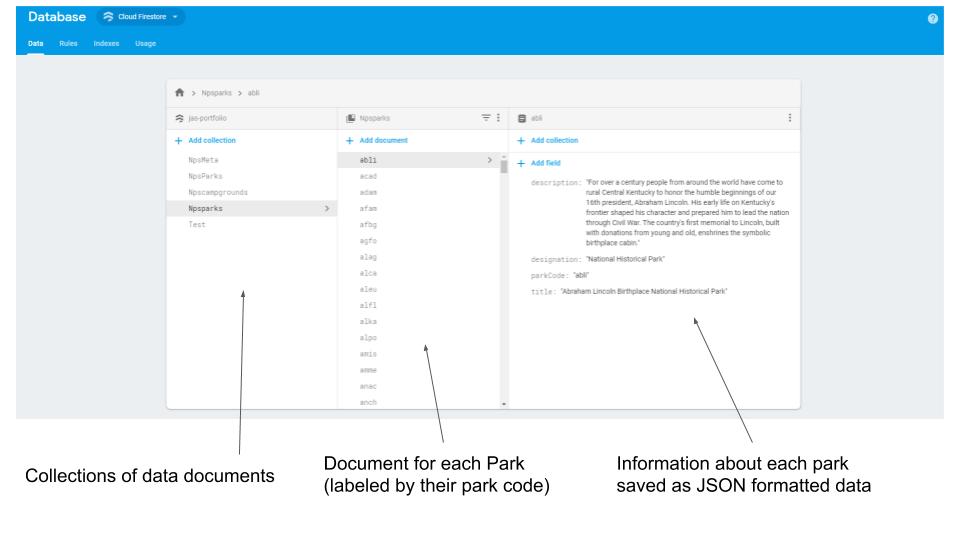 Database Cloud Firestore
Data Rules Indexes Usage
Npsparks > abli
jas-portfolio
Add collection
NpsMeta
NpsParks
Npscampgrounds
Npsparks
Test
Npsparks
Add document
abli
acad
adam
afam
afbg
agfo
alag
alca
aleu
alfl
alka
alpo
amis
amme
anac
anch
abli
Add collection
Add field
description: "For over a century people from around the world have come to
rural Central Kentucky to honor the humble beginnings of our
16th president, Abraham Lincoln. His early life on Kentucky's
frontier shaped his character and prepared him to lead the nation
through Civil War. The country's first memorial to Lincoln, built
with donations from young and old, enshrines the symbolic
birthplace cabin."
designation: "National Historical Park"
parkCode: "abli"
title: "Abraham Lincoln Birthplace National Historical Park"
Collections of data documents
Document for each Park
(labeled by their park code)
Information about each park
saved as JSON formatted data